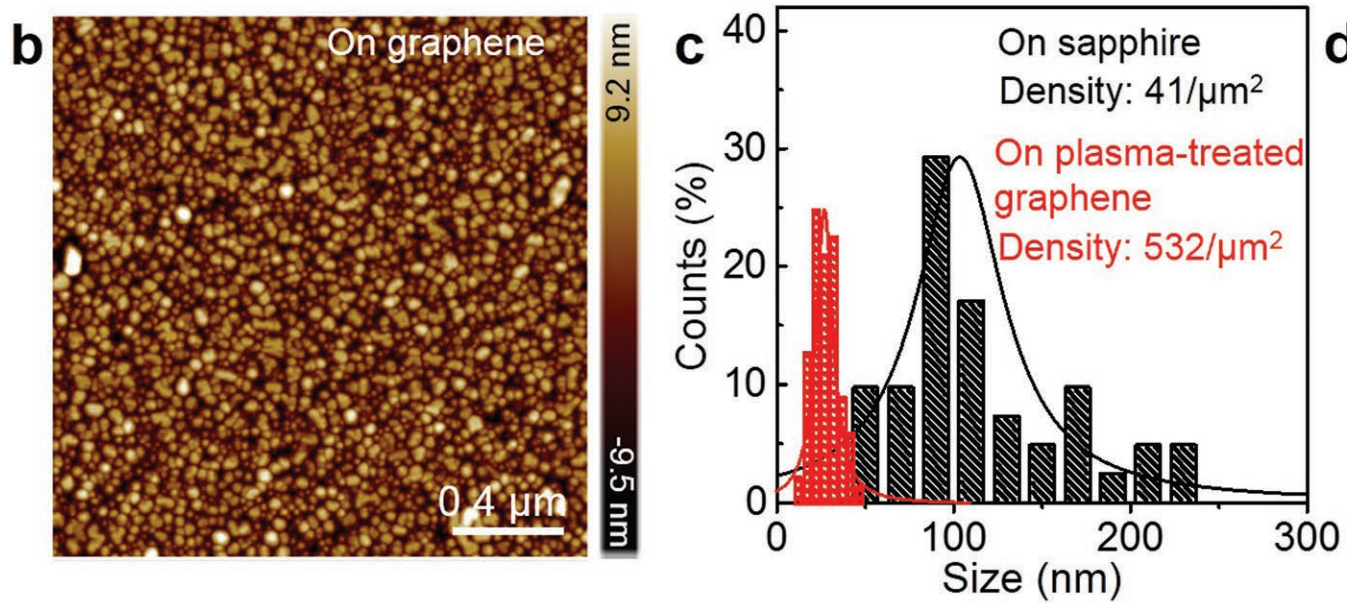 b
On graphene
9.2 nm
-9.5 nm
0.4 µm
c
40
30
20
10
0
Counts (%)
On sapphire
Density: 41/µm²
On plasma-treated
graphene
Density: 532/µm²
0 100 200 300
Size (nm)
d